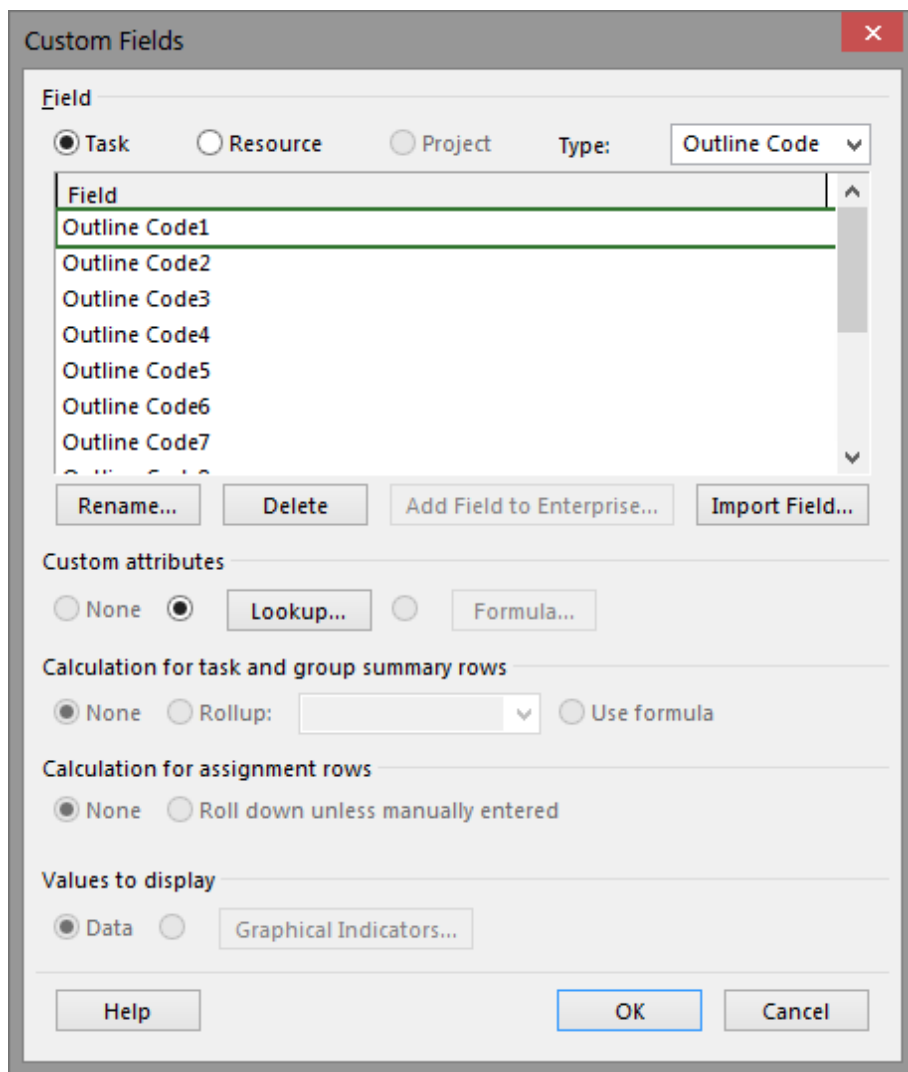 Custom Fields
Field
Task Resource Project Type: Outline Code
Field
Outline Code1
Outline Code2
Outline Code3
Outline Code4
Outline Code5
Outline Code6
Outline Code7
Rename... Delete Add Field to Enterprise... Import Field...
Custom attributes
None Lookup... Formula...
Calculation for task and group summary rows
None Rollup: Use formula
Calculation for assignment rows
None Roll down unless manually entered
Values to display
Data Graphical Indicators...
Help OK Cancel